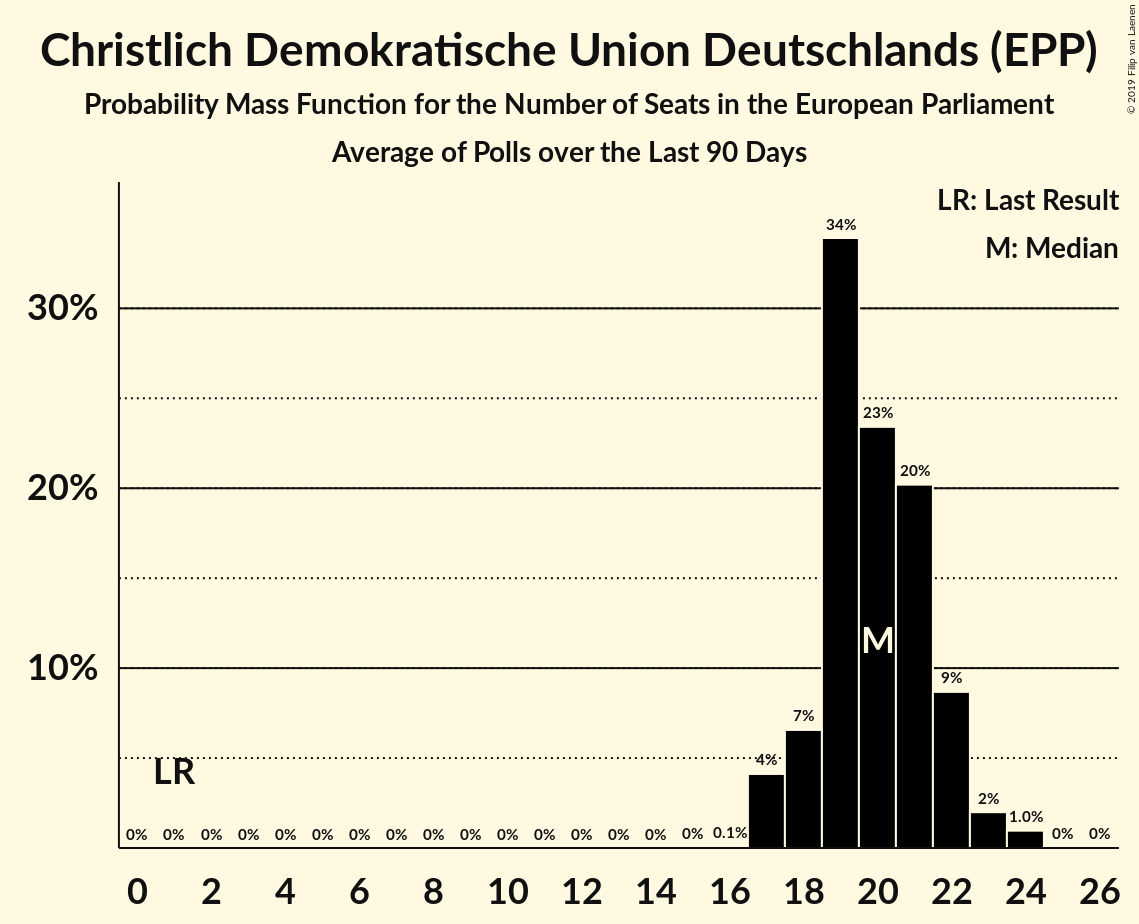 Christlich Demokratische Union Deutschlands (EPP)
Probability Mass Function for the Number of Seats in the European Parliament
Average of Polls over the Last 90 Days
© 2019 Filip van Laenen
LR: Last Result
M: Median
34%
30%
23%
20%
20%
M
10%
9%
7%
4%
LR
2%
1.0%
0% 0% 0% 0% 0% 0% 0% 0% 0% 0% 0% 0% 0% 0% 0% 0% 0.1% 0% 0%
0 2 4 6 8 10 12 14 16 18 20 22 24 26